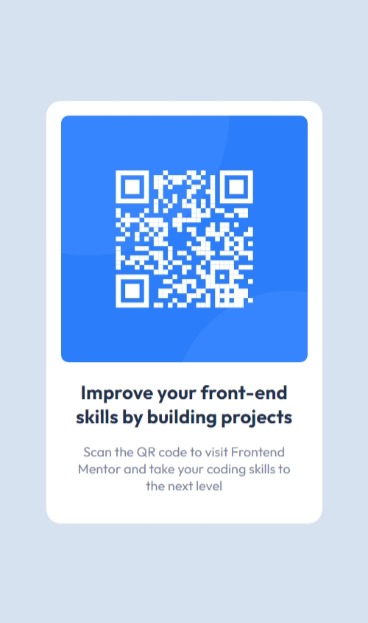 Improve your front-end
skills by building projects
Scan the QR code to visit Frontend
Mentor and take your coding skills to
the next level